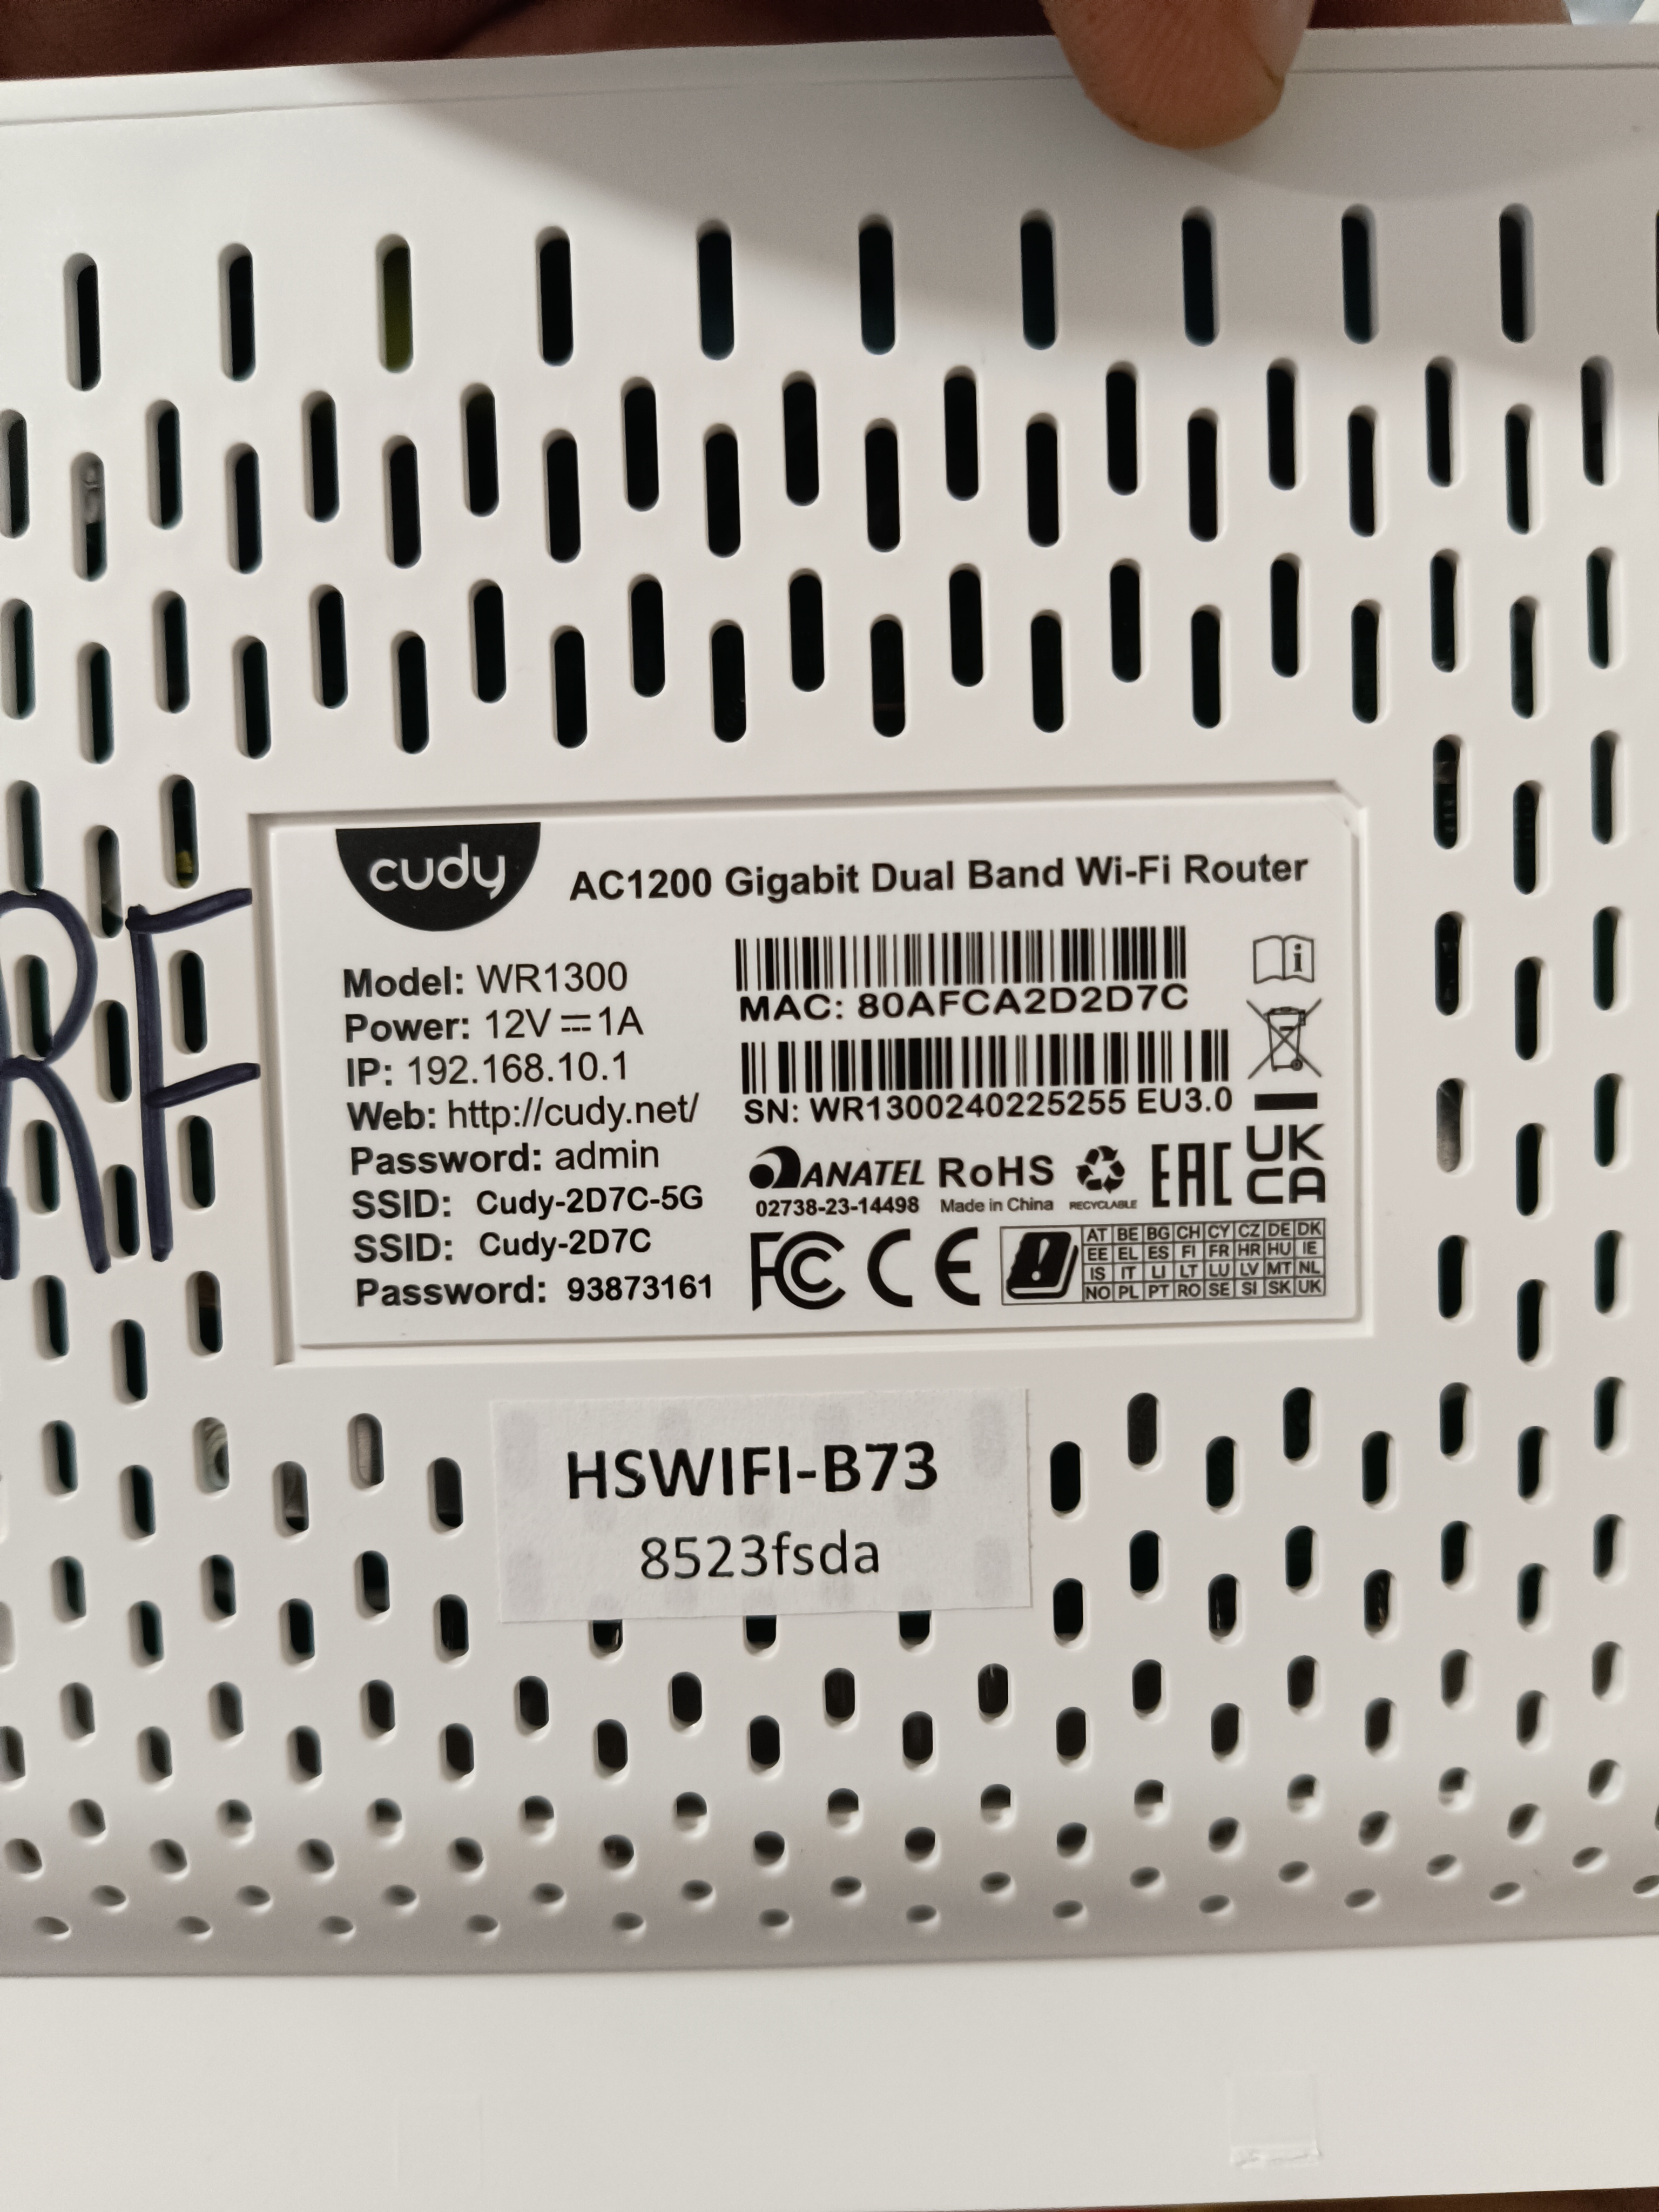 RF
cudy
AC1200 Gigabit Dual Band Wi-Fi Router
Model: WR1300
Power: 12V⎓1A
IP: 192.168.10.1
Web: http://cudy.net/
Password: admin
SSID: Cudy-2D7C-5G
SSID: Cudy-2D7C
Password: 93873161
MAC: 80AFCA2D2D7C
SN: WR1300240225255 EU3.0
ANATEL
02738-23-14498
RoHS
Made in China
RECYCLABLE
EAC
UK
CA
FC CE
AT BE BG CH CY CZ DE DK
EE EL ES FI FR HR HU IE
IS IT LI LT LU LV MT NL
NO PL PT RO SE SI SK UK
HSWIFI-B73
8523fsda